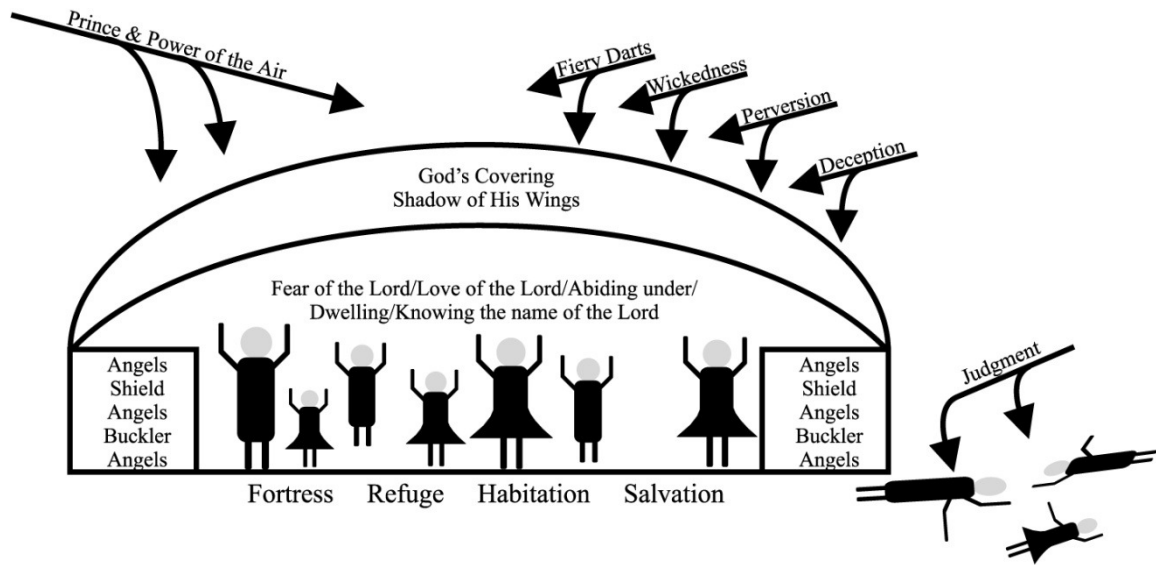 Prince & Power of the Air
Fiery Darts
Wickedness
Perversion
Deception
God's Covering
Shadow of His Wings
Fear of the Lord/Love of the Lord/Abiding under/
Dwelling/Knowing the name of the Lord
Angels
Shield
Angels
Buckler
Angels
Angels
Shield
Angels
Buckler
Angels
Judgment
Fortress Refuge Habitation Salvation